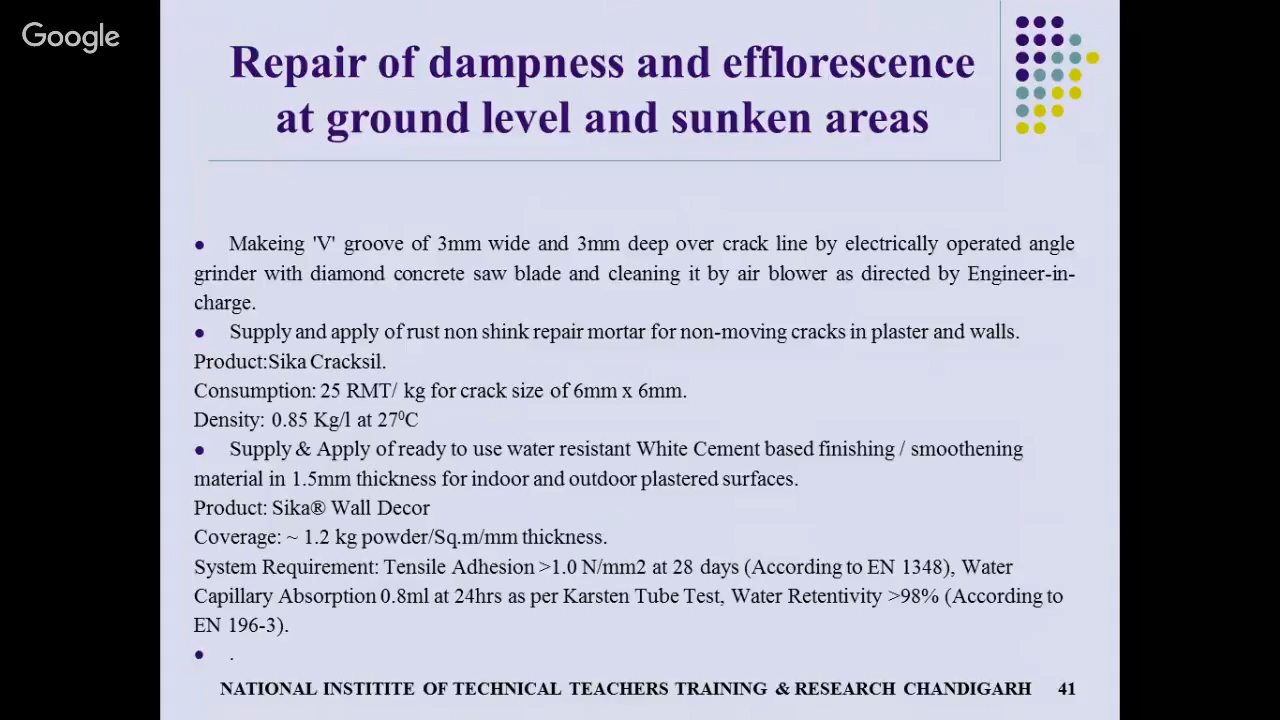 Google
Repair of dampness and efflorescence
at ground level and sunken areas
● Makeing 'V' groove of 3mm wide and 3mm deep over crack line by electrically operated angle
grinder with diamond concrete saw blade and cleaning it by air blower as directed by Engineer-in-
charge.
● Supply and apply of rust non shink repair mortar for non-moving cracks in plaster and walls.
Product:Sika Cracksil.
Consumption: 25 RMT/ kg for crack size of 6mm x 6mm.
Density: 0.85 Kg/l at 27⁰C
● Supply & Apply of ready to use water resistant White Cement based finishing / smoothening
material in 1.5mm thickness for indoor and outdoor plastered surfaces.
Product: Sika® Wall Decor
Coverage: ~ 1.2 kg powder/Sq.m/mm thickness.
System Requirement: Tensile Adhesion >1.0 N/mm2 at 28 days (According to EN 1348), Water
Capillary Absorption 0.8ml at 24hrs as per Karsten Tube Test, Water Retentivity >98% (According to
EN 196-3).
● .
NATIONAL INSTITITE OF TECHNICAL TEACHERS TRAINING & RESEARCH CHANDIGARH 41